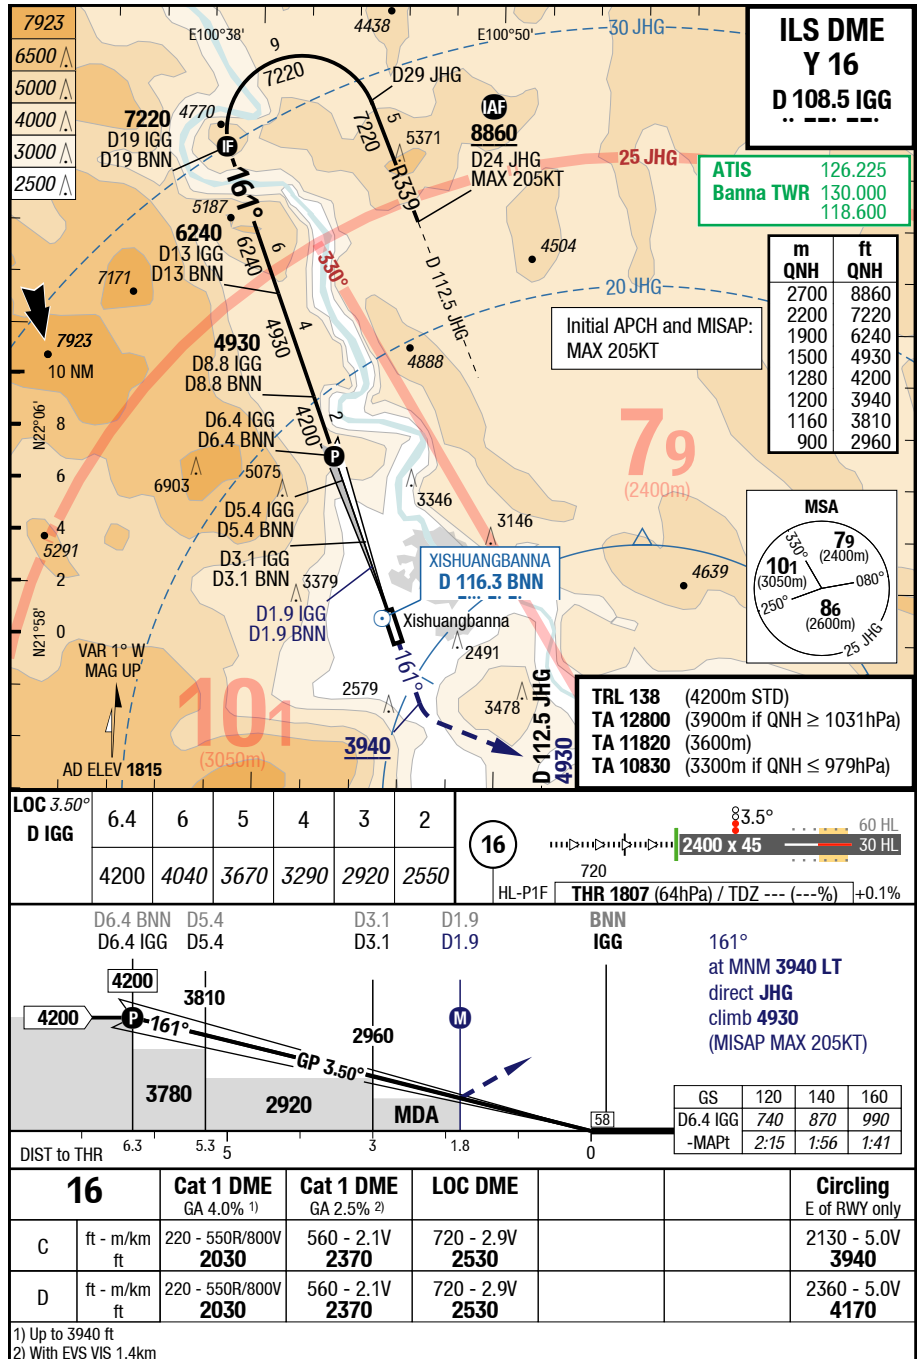 7923
6500
5000
4000
3000
2500
E100°38'
4438
E100°50'
30 JHG
ILS DME
Y 16
D 108.5 IGG
9
7220
D29 JHG
4770
7220
D19 IGG
D19 BNN
IF
5
7220
IAF
8860
D24 JHG
MAX 205KT
5371
R339
25 JHG
ATIS 126.225
Banna TWR 130.000
118.600
161°
5187
6240
D13 IGG
D13 BNN
6
6240
330°
4504
D 112.5 JHG
m ft
QNH QNH
2700 8860
2200 7220
1900 6240
1500 4930
1280 4200
1200 3940
1160 3810
900 2960
7171
20 JHG
Initial APCH and MISAP:
MAX 205KT
7923
10 NM
4930
D8.8 IGG
D8.8 BNN
4
4930
4888
N22°06'
8
D6.4 IGG
D6.4 BNN
2
4200
P
79
(2400m)
6
6903
5075
3346
D5.4 IGG
D5.4 BNN
3146
4
5291
D3.1 IGG
D3.1 BNN
MSA
330°
79
(2400m)
101
(3050m)
080°
250°
86
(2600m)
25 JHG
XISHUANGBANNA
D 116.3 BNN
4639
2
3379
D1.9 IGG
D1.9 BNN
Xishuangbanna
N21°58'
0
VAR 1° W
MAG UP
161°
2491
2579
3478
101
(3050m)
3940
D 112.5 JHG
4930
AD ELEV 1815
TRL 138 (4200m STD)
TA 12800 (3900m if QNH ≥ 1031hPa)
TA 11820 (3600m)
TA 10830 (3300m if QNH ≤ 979hPa)
LOC 3.50°
D IGG
6.4 6 5 4 3 2
4200 4040 3670 3290 2920 2550
16
3.5°
60 HL
2400 x 45
30 HL
720
HL-P1F
THR 1807 (64hPa) / TDZ --- (---%)
+0.1%
D6.4 BNN D5.4 D3.1 D1.9 BNN
D6.4 IGG D5.4 D3.1 D1.9 IGG
161°
at MNM 3940 LT
direct JHG
climb 4930
(MISAP MAX 205KT)
4200
3810
4200
P
161°
2960
M
GP 3.50°
3780
2920
MDA
58
GS 120 140 160
D6.4 IGG 740 870 990
-MAPt 2:15 1:56 1:41
DIST to THR 6.3 5.3 5 3 1.8 0
16 Cat 1 DME Cat 1 DME LOC DME Circling
GA 4.0% 1) GA 2.5% 2) E of RWY only
C ft - m/km 220 - 550R/800V 560 - 2.1V 720 - 2.9V 2130 - 5.0V
ft 2030 2370 2530 3940
D ft - m/km 220 - 550R/800V 560 - 2.1V 720 - 2.9V 2360 - 5.0V
ft 2030 2370 2530 4170
1) Up to 3940 ft
2) With EVS VIS 1.4km